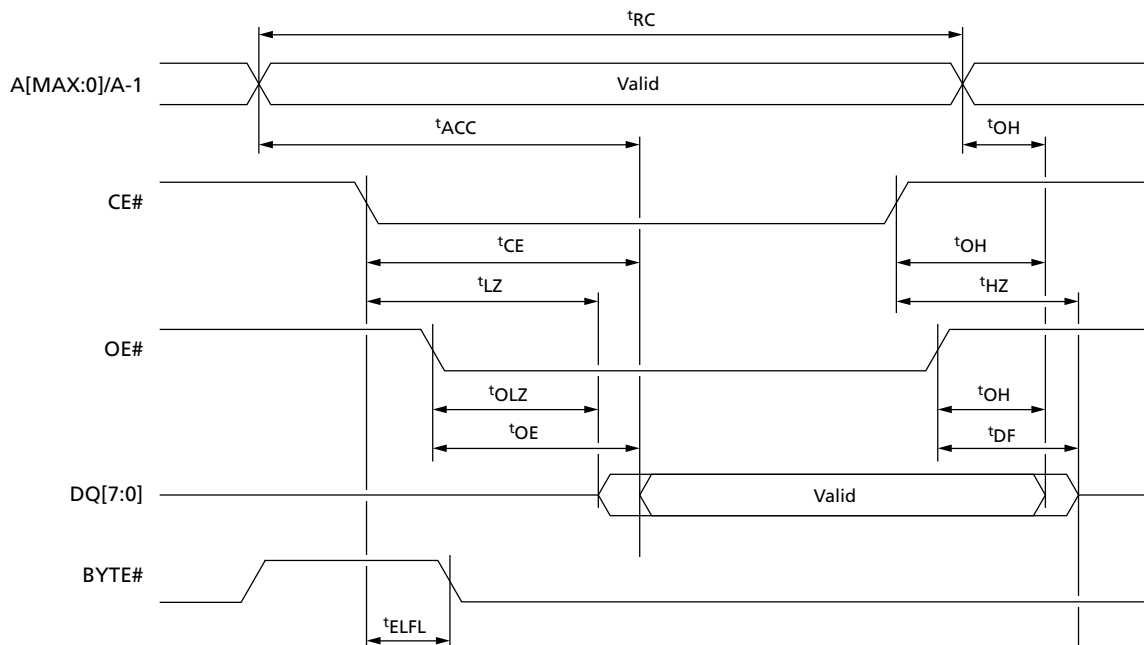 tRC
A[MAX:0]/A-1
Valid
tACC
tOH
CE#
tCE
tOH
tLZ
tHZ
OE#
tOLZ
tOH
tOE
tDF
DQ[7:0]
Valid
BYTE#
tELFL